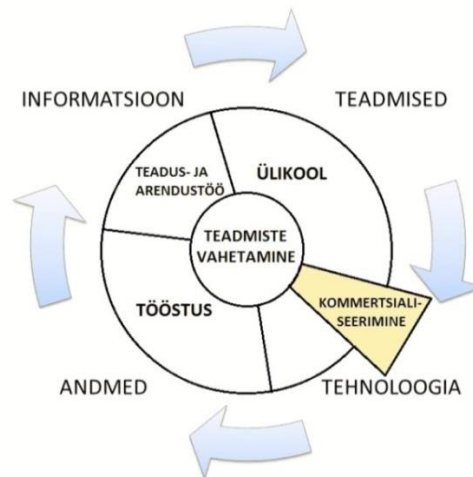 INFORMATSIOON
TEADMISED
TEADUS- JA
ARENDUSTÖÖ
ÜLIKOOL
TEADMISTE
VAHETAMINE
KOMMERTSIALI-
SEERIMINE
TÖÖSTUS
ANDMED
TEHNOLOOGIA